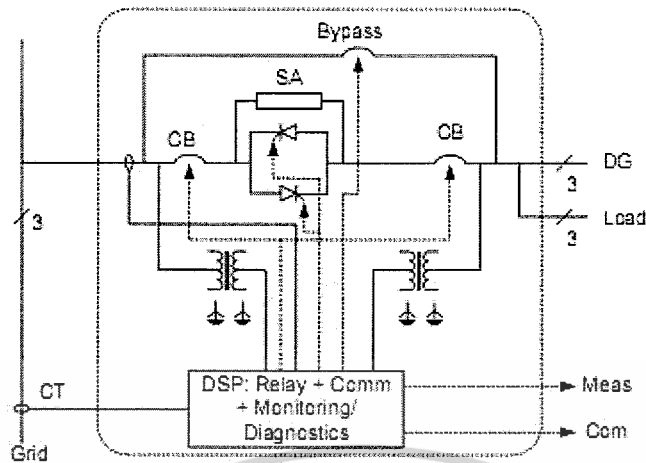 Bypass
SA
CB
CB
DG
3
Load
3
3
CT
DSP: Relay + Comm
+ Monitoring/
Diagnostics
Meas
Com
Grid